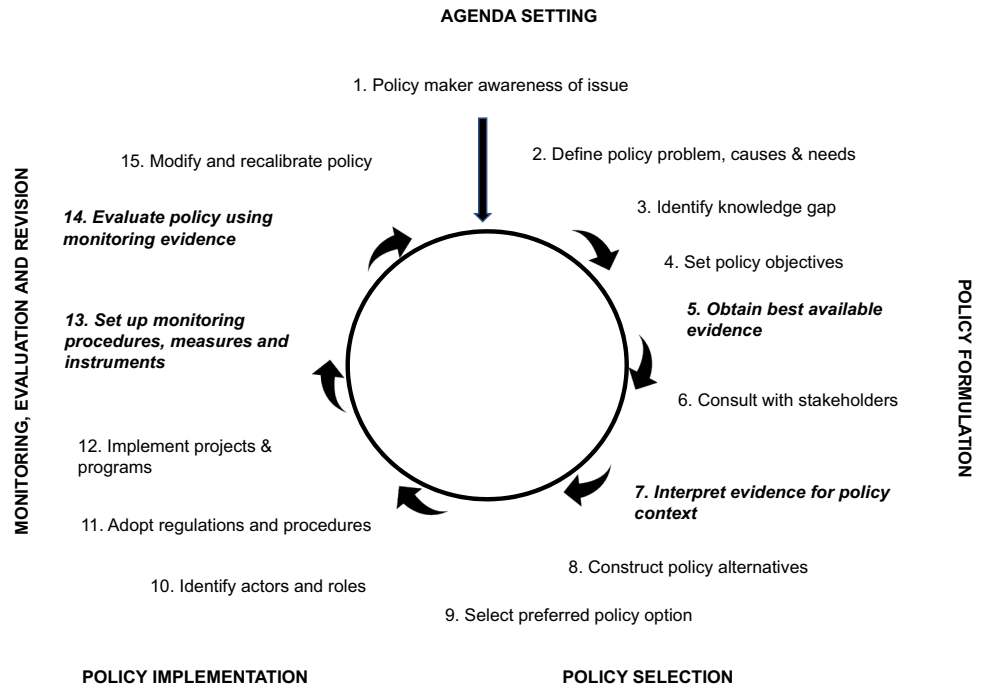 AGENDA SETTING
1. Policy maker awareness of issue
2. Define policy problem, causes & needs
3. Identify knowledge gap
4. Set policy objectives
5. Obtain best available
evidence
6. Consult with stakeholders
7. Interpret evidence for policy
context
8. Construct policy alternatives
9. Select preferred policy option
10. Identify actors and roles
11. Adopt regulations and procedures
12. Implement projects &
programs
13. Set up monitoring
procedures, measures and
instruments
14. Evaluate policy using
monitoring evidence
15. Modify and recalibrate policy
POLICY FORMULATION
POLICY SELECTION
POLICY IMPLEMENTATION
MONITORING, EVALUATION AND REVISION